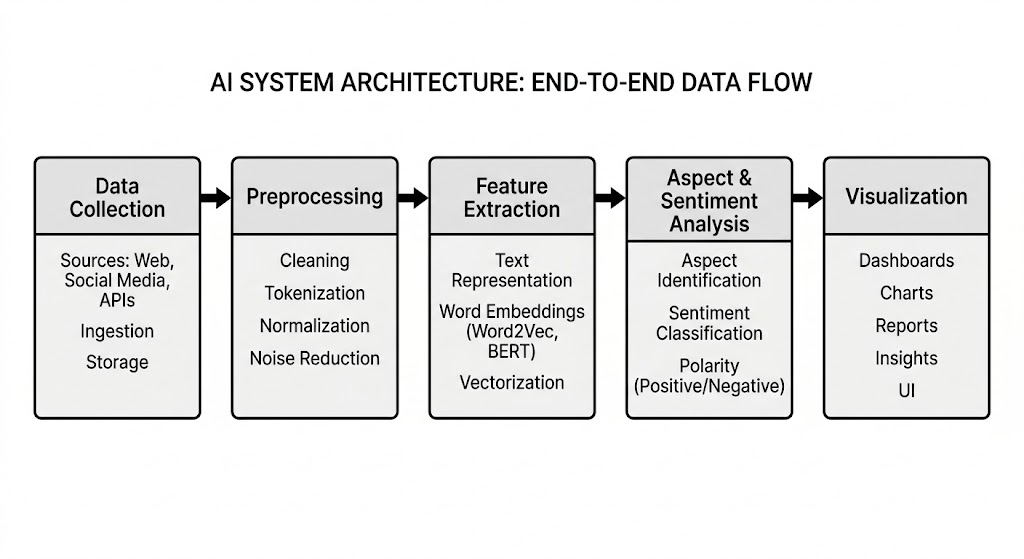 AI SYSTEM ARCHITECTURE: END-TO-END DATA FLOW
Data
Collection
Sources: Web,
Social Media,
APIs
Ingestion
Storage
Preprocessing
Cleaning
Tokenization
Normalization
Noise Reduction
Feature
Extraction
Text
Representation
Word Embeddings
(Word2Vec,
BERT)
Vectorization
Aspect &
Sentiment
Analysis
Aspect
Identification
Sentiment
Classification
Polarity
(Positive/Negative)
Visualization
Dashboards
Charts
Reports
Insights
UI